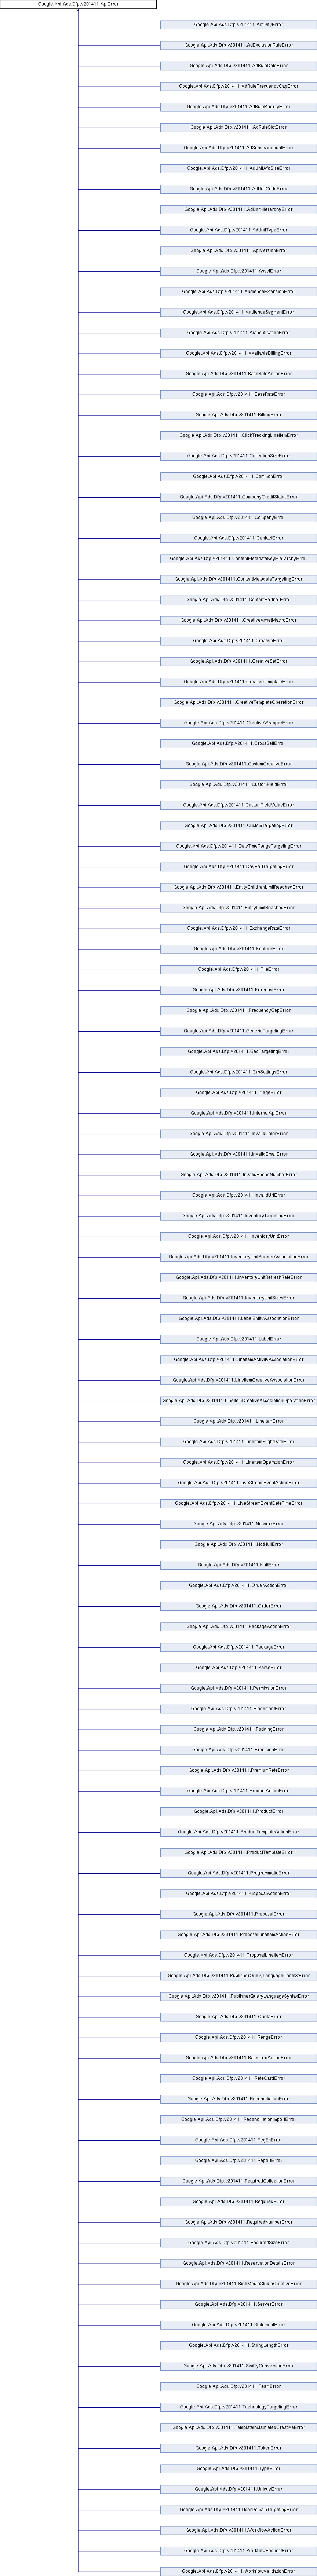 Google.Api.Ads.Dfp.v201411.ApiError
Google.Api.Ads.Dfp.v201411.ActivityError
Google.Api.Ads.Dfp.v201411.AdExclusionRuleError
Google.Api.Ads.Dfp.v201411.AdRuleDateError
Google.Api.Ads.Dfp.v201411.AdRuleFrequencyCapError
Google.Api.Ads.Dfp.v201411.AdRulePriorityError
Google.Api.Ads.Dfp.v201411.AdRuleSlotError
Google.Api.Ads.Dfp.v201411.AdSenseAccountError
Google.Api.Ads.Dfp.v201411.AdUnitAfcSizeError
Google.Api.Ads.Dfp.v201411.AdUnitCodeError
Google.Api.Ads.Dfp.v201411.AdUnitHierarchyError
Google.Api.Ads.Dfp.v201411.AdUnitTypeError
Google.Api.Ads.Dfp.v201411.ApiVersionError
Google.Api.Ads.Dfp.v201411.AssetError
Google.Api.Ads.Dfp.v201411.AudienceExtensionError
Google.Api.Ads.Dfp.v201411.AudienceSegmentError
Google.Api.Ads.Dfp.v201411.AuthenticationError
Google.Api.Ads.Dfp.v201411.AvailableBillingError
Google.Api.Ads.Dfp.v201411.BaseRateActionError
Google.Api.Ads.Dfp.v201411.BaseRateError
Google.Api.Ads.Dfp.v201411.BillingError
Google.Api.Ads.Dfp.v201411.ClickTrackingLineItemError
Google.Api.Ads.Dfp.v201411.CollectionSizeError
Google.Api.Ads.Dfp.v201411.CommonError
Google.Api.Ads.Dfp.v201411.CompanyCreditStatusError
Google.Api.Ads.Dfp.v201411.CompanyError
Google.Api.Ads.Dfp.v201411.ContactError
Google.Api.Ads.Dfp.v201411.ContentMetadataKeyHierarchyError
Google.Api.Ads.Dfp.v201411.ContentMetadataTargetingError
Google.Api.Ads.Dfp.v201411.ContentPartnerError
Google.Api.Ads.Dfp.v201411.CreativeAssetMacroError
Google.Api.Ads.Dfp.v201411.CreativeError
Google.Api.Ads.Dfp.v201411.CreativeSetError
Google.Api.Ads.Dfp.v201411.CreativeTemplateError
Google.Api.Ads.Dfp.v201411.CreativeTemplateOperationError
Google.Api.Ads.Dfp.v201411.CreativeWrapperError
Google.Api.Ads.Dfp.v201411.CrossSellError
Google.Api.Ads.Dfp.v201411.CustomCreativeError
Google.Api.Ads.Dfp.v201411.CustomFieldError
Google.Api.Ads.Dfp.v201411.CustomFieldValueError
Google.Api.Ads.Dfp.v201411.CustomTargetingError
Google.Api.Ads.Dfp.v201411.DateTimeRangeTargetingError
Google.Api.Ads.Dfp.v201411.DayPartTargetingError
Google.Api.Ads.Dfp.v201411.EntityChildrenLimitReachedError
Google.Api.Ads.Dfp.v201411.EntityLimitReachedError
Google.Api.Ads.Dfp.v201411.ExchangeRateError
Google.Api.Ads.Dfp.v201411.FeatureError
Google.Api.Ads.Dfp.v201411.FileError
Google.Api.Ads.Dfp.v201411.ForecastError
Google.Api.Ads.Dfp.v201411.FrequencyCapError
Google.Api.Ads.Dfp.v201411.GenericTargetingError
Google.Api.Ads.Dfp.v201411.GeoTargetingError
Google.Api.Ads.Dfp.v201411.GrpSettingsError
Google.Api.Ads.Dfp.v201411.ImageError
Google.Api.Ads.Dfp.v201411.InternalApiError
Google.Api.Ads.Dfp.v201411.InvalidColorError
Google.Api.Ads.Dfp.v201411.InvalidEmailError
Google.Api.Ads.Dfp.v201411.InvalidPhoneNumberError
Google.Api.Ads.Dfp.v201411.InvalidUrlError
Google.Api.Ads.Dfp.v201411.InventoryTargetingError
Google.Api.Ads.Dfp.v201411.InventoryUnitError
Google.Api.Ads.Dfp.v201411.InventoryUnitPartnerAssociationError
Google.Api.Ads.Dfp.v201411.InventoryUnitRefreshRateError
Google.Api.Ads.Dfp.v201411.InventoryUnitSizesError
Google.Api.Ads.Dfp.v201411.LabelEntityAssociationError
Google.Api.Ads.Dfp.v201411.LabelError
Google.Api.Ads.Dfp.v201411.LineItemActivityAssociationError
Google.Api.Ads.Dfp.v201411.LineItemCreativeAssociationError
Google.Api.Ads.Dfp.v201411.LineItemCreativeAssociationOperationError
Google.Api.Ads.Dfp.v201411.LineItemError
Google.Api.Ads.Dfp.v201411.LineItemFlightDateError
Google.Api.Ads.Dfp.v201411.LineItemOperationError
Google.Api.Ads.Dfp.v201411.LiveStreamEventActionError
Google.Api.Ads.Dfp.v201411.LiveStreamEventDateTimeError
Google.Api.Ads.Dfp.v201411.NetworkError
Google.Api.Ads.Dfp.v201411.NotNullError
Google.Api.Ads.Dfp.v201411.NullError
Google.Api.Ads.Dfp.v201411.OrderActionError
Google.Api.Ads.Dfp.v201411.OrderError
Google.Api.Ads.Dfp.v201411.PackageActionError
Google.Api.Ads.Dfp.v201411.PackageError
Google.Api.Ads.Dfp.v201411.ParseError
Google.Api.Ads.Dfp.v201411.PermissionError
Google.Api.Ads.Dfp.v201411.PlacementError
Google.Api.Ads.Dfp.v201411.PoddingError
Google.Api.Ads.Dfp.v201411.PrecisionError
Google.Api.Ads.Dfp.v201411.PremiumRateError
Google.Api.Ads.Dfp.v201411.ProductActionError
Google.Api.Ads.Dfp.v201411.ProductError
Google.Api.Ads.Dfp.v201411.ProductTemplateActionError
Google.Api.Ads.Dfp.v201411.ProductTemplateError
Google.Api.Ads.Dfp.v201411.ProgrammaticError
Google.Api.Ads.Dfp.v201411.ProposalActionError
Google.Api.Ads.Dfp.v201411.ProposalError
Google.Api.Ads.Dfp.v201411.ProposalLineItemActionError
Google.Api.Ads.Dfp.v201411.ProposalLineItemError
Google.Api.Ads.Dfp.v201411.PublisherQueryLanguageContextError
Google.Api.Ads.Dfp.v201411.PublisherQueryLanguageSyntaxError
Google.Api.Ads.Dfp.v201411.QuotaError
Google.Api.Ads.Dfp.v201411.RangeError
Google.Api.Ads.Dfp.v201411.RateCardActionError
Google.Api.Ads.Dfp.v201411.RateCardError
Google.Api.Ads.Dfp.v201411.ReconciliationError
Google.Api.Ads.Dfp.v201411.ReconciliationImportError
Google.Api.Ads.Dfp.v201411.RegExError
Google.Api.Ads.Dfp.v201411.ReportError
Google.Api.Ads.Dfp.v201411.RequiredCollectionError
Google.Api.Ads.Dfp.v201411.RequiredError
Google.Api.Ads.Dfp.v201411.RequiredNumberError
Google.Api.Ads.Dfp.v201411.RequiredSizeError
Google.Api.Ads.Dfp.v201411.ReservationDetailsError
Google.Api.Ads.Dfp.v201411.RichMediaStudioCreativeError
Google.Api.Ads.Dfp.v201411.ServerError
Google.Api.Ads.Dfp.v201411.StatementError
Google.Api.Ads.Dfp.v201411.StringLengthError
Google.Api.Ads.Dfp.v201411.SwiffyConversionError
Google.Api.Ads.Dfp.v201411.TeamError
Google.Api.Ads.Dfp.v201411.TechnologyTargetingError
Google.Api.Ads.Dfp.v201411.TemplateInstantiatedCreativeError
Google.Api.Ads.Dfp.v201411.TokenError
Google.Api.Ads.Dfp.v201411.TypeError
Google.Api.Ads.Dfp.v201411.UniqueError
Google.Api.Ads.Dfp.v201411.UserDomainTargetingError
Google.Api.Ads.Dfp.v201411.WorkflowActionError
Google.Api.Ads.Dfp.v201411.WorkflowRequestError
Google.Api.Ads.Dfp.v201411.WorkflowValidationError